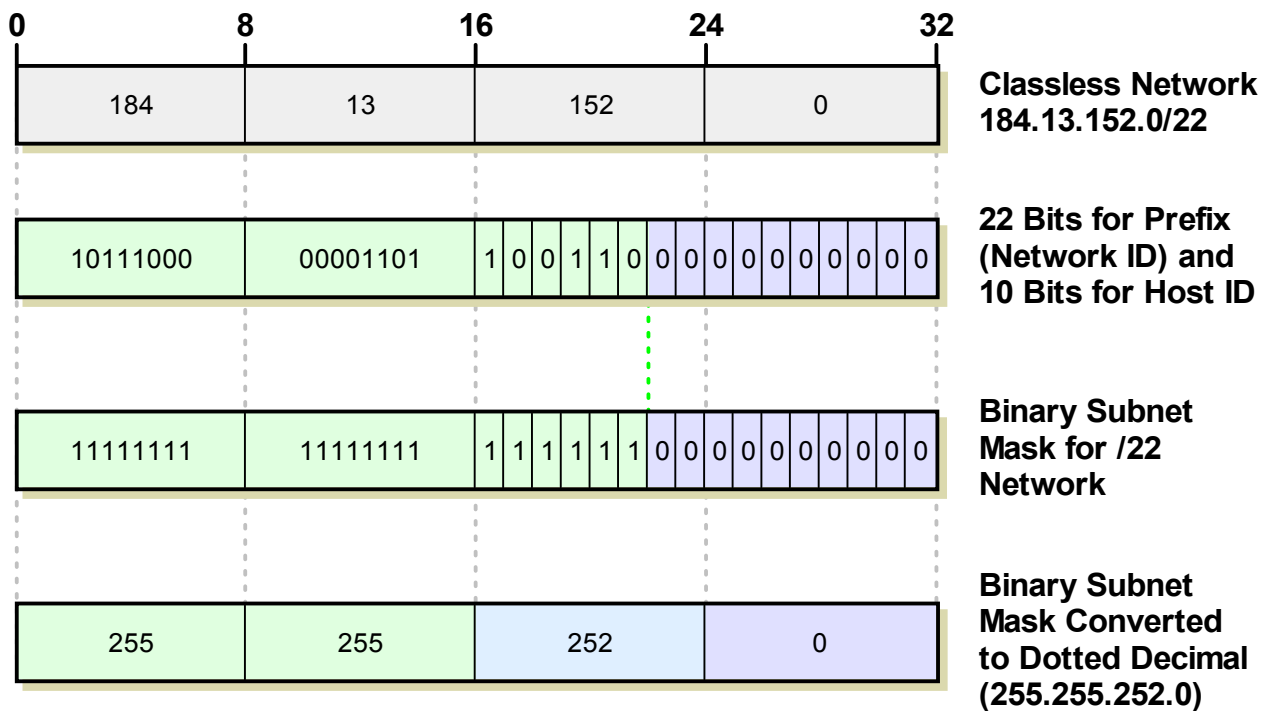 0 8 16 24 32
184 13 152 0
Classless Network
184.13.152.0/22
10111000 00001101 1 0 0 1 1 0 0 0 0 0 0 0 0 0 0 0
22 Bits for Prefix
(Network ID) and
10 Bits for Host ID
11111111 11111111 1 1 1 1 1 1 0 0 0 0 0 0 0 0 0 0
Binary Subnet
Mask for /22
Network
255 255 252 0
Binary Subnet
Mask Converted
to Dotted Decimal
(255.255.252.0)